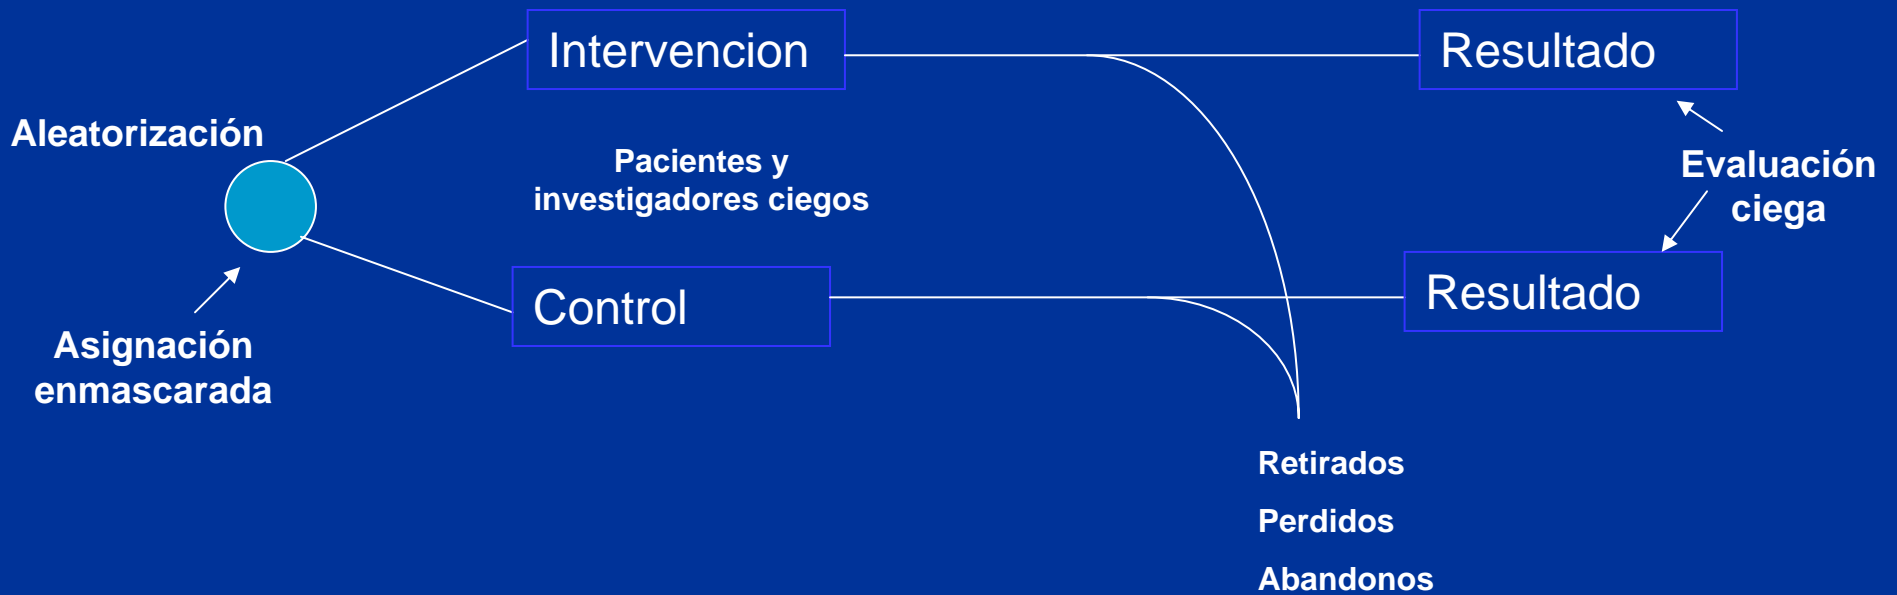 Intervencion
Resultado
Aleatorización
Pacientes y
investigadores ciegos
Evaluación
ciega
Control
Resultado
Asignación
enmascarada
Retirados
Perdidos
Abandonos